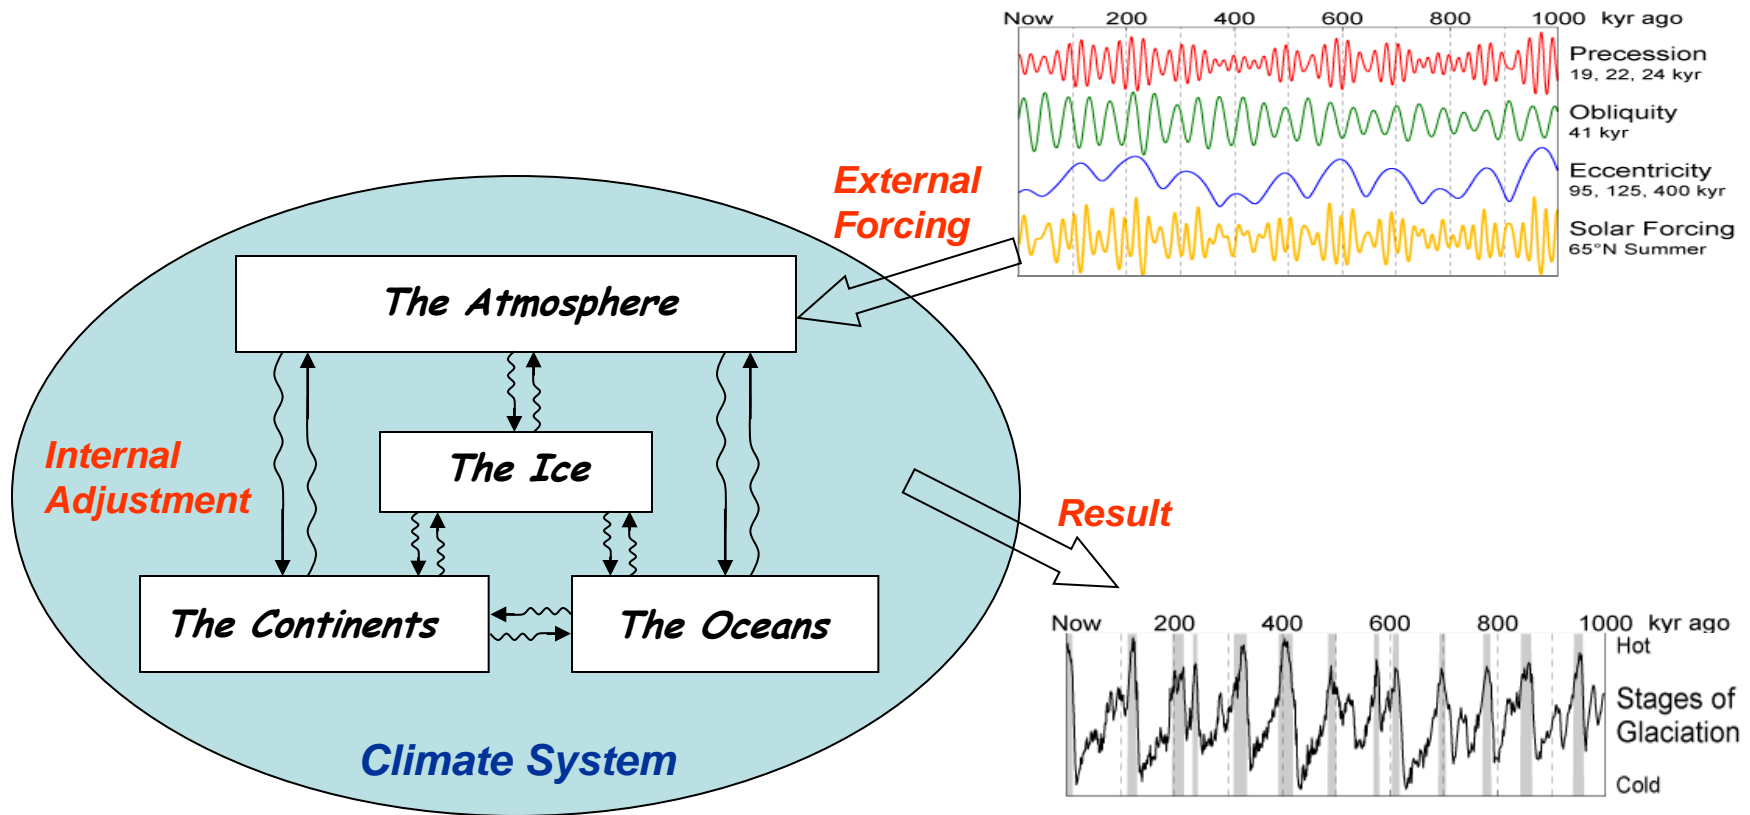 Now 200 400 600 800 1000 kyr ago
Precession
19, 22, 24 kyr
Obliquity
41 kyr
Eccentricity
95, 125, 400 kyr
Solar Forcing
65°N Summer
External
Forcing
The Atmosphere
Internal
Adjustment
The Ice
Result
The Continents
The Oceans
Climate System
Now 200 400 600 800 1000 kyr ago
Hot
Stages of
Glaciation
Cold